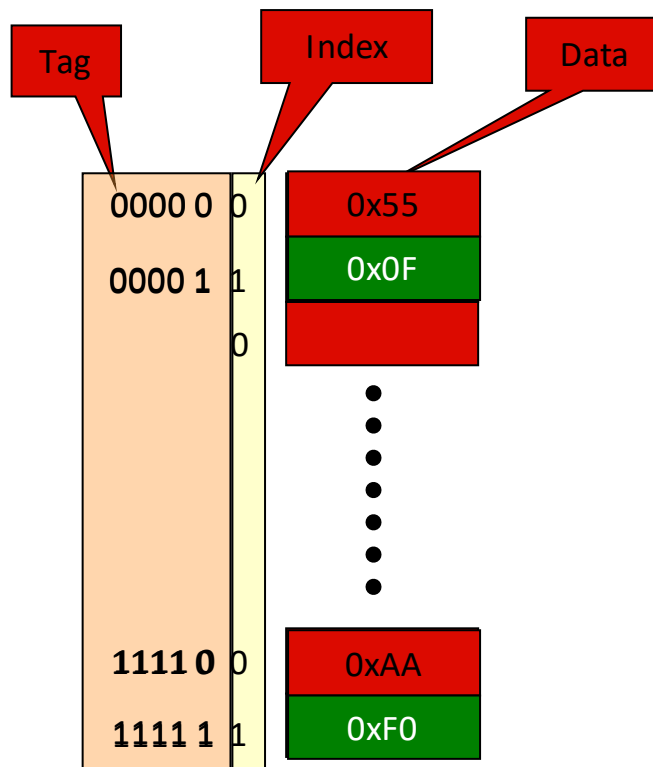 Tag Index Data
0000 0 0 0x55
0000 1 1 0x0F
0
1111 0 0 0xAA
1111 1 1 0xF0